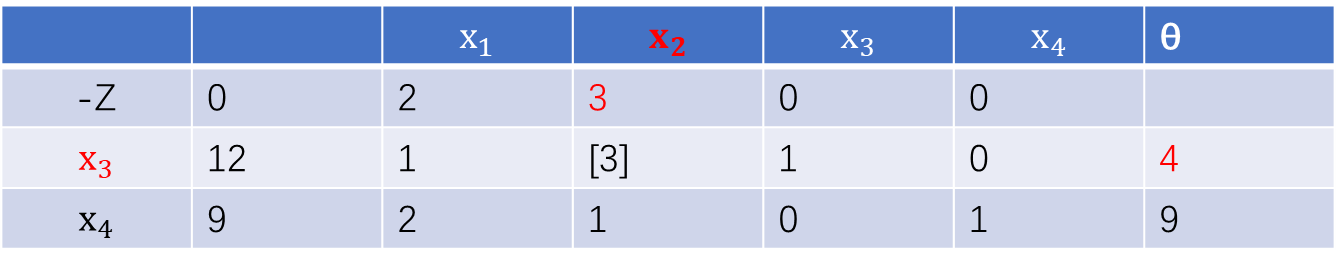 x₁ x₂ x₃ x₄ θ
-Z 0 2 3 0 0
x₃ 12 1 [3] 1 0 4
x₄ 9 2 1 0 1 9